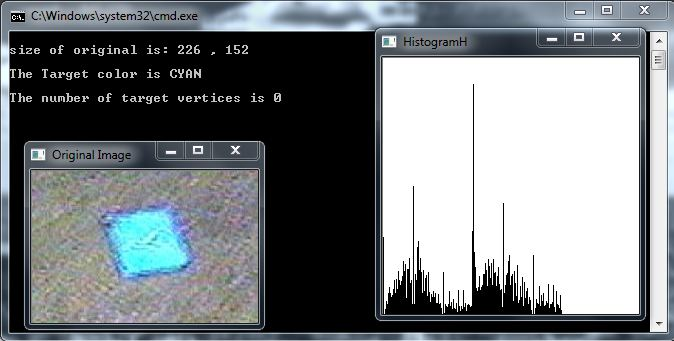 C:\Windows\system32\cmd.exe
size of original is: 226 , 152
The Target color is CYAN
The number of target vertices is 0
HistogramH
Original Image